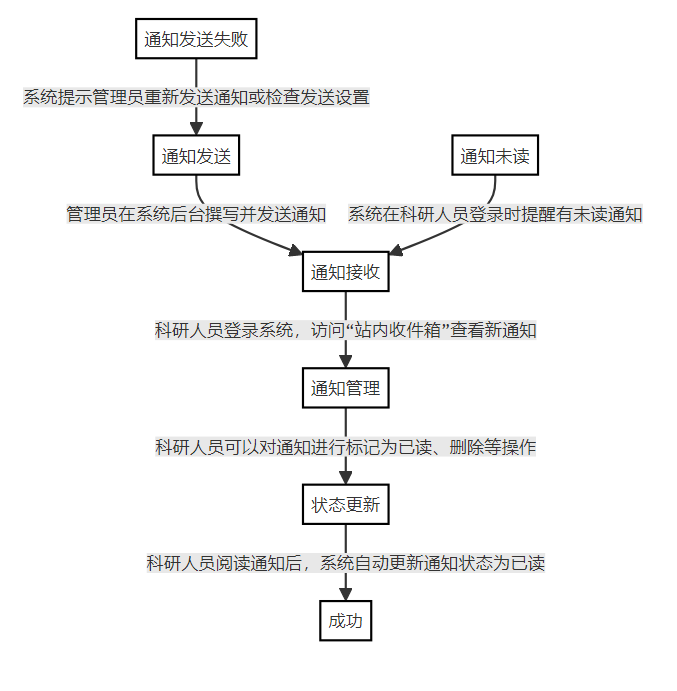 通知发送失败
系统提示管理员重新发送通知或检查发送设置
通知发送
通知未读
管理员在系统后台撰写并发送通知
系统在科研人员登录时提醒有未读通知
通知接收
科研人员登录系统，访问“站内收件箱”查看新通知
通知管理
科研人员可以对通知进行标记为已读、删除等操作
状态更新
科研人员阅读通知后，系统自动更新通知状态为已读
成功